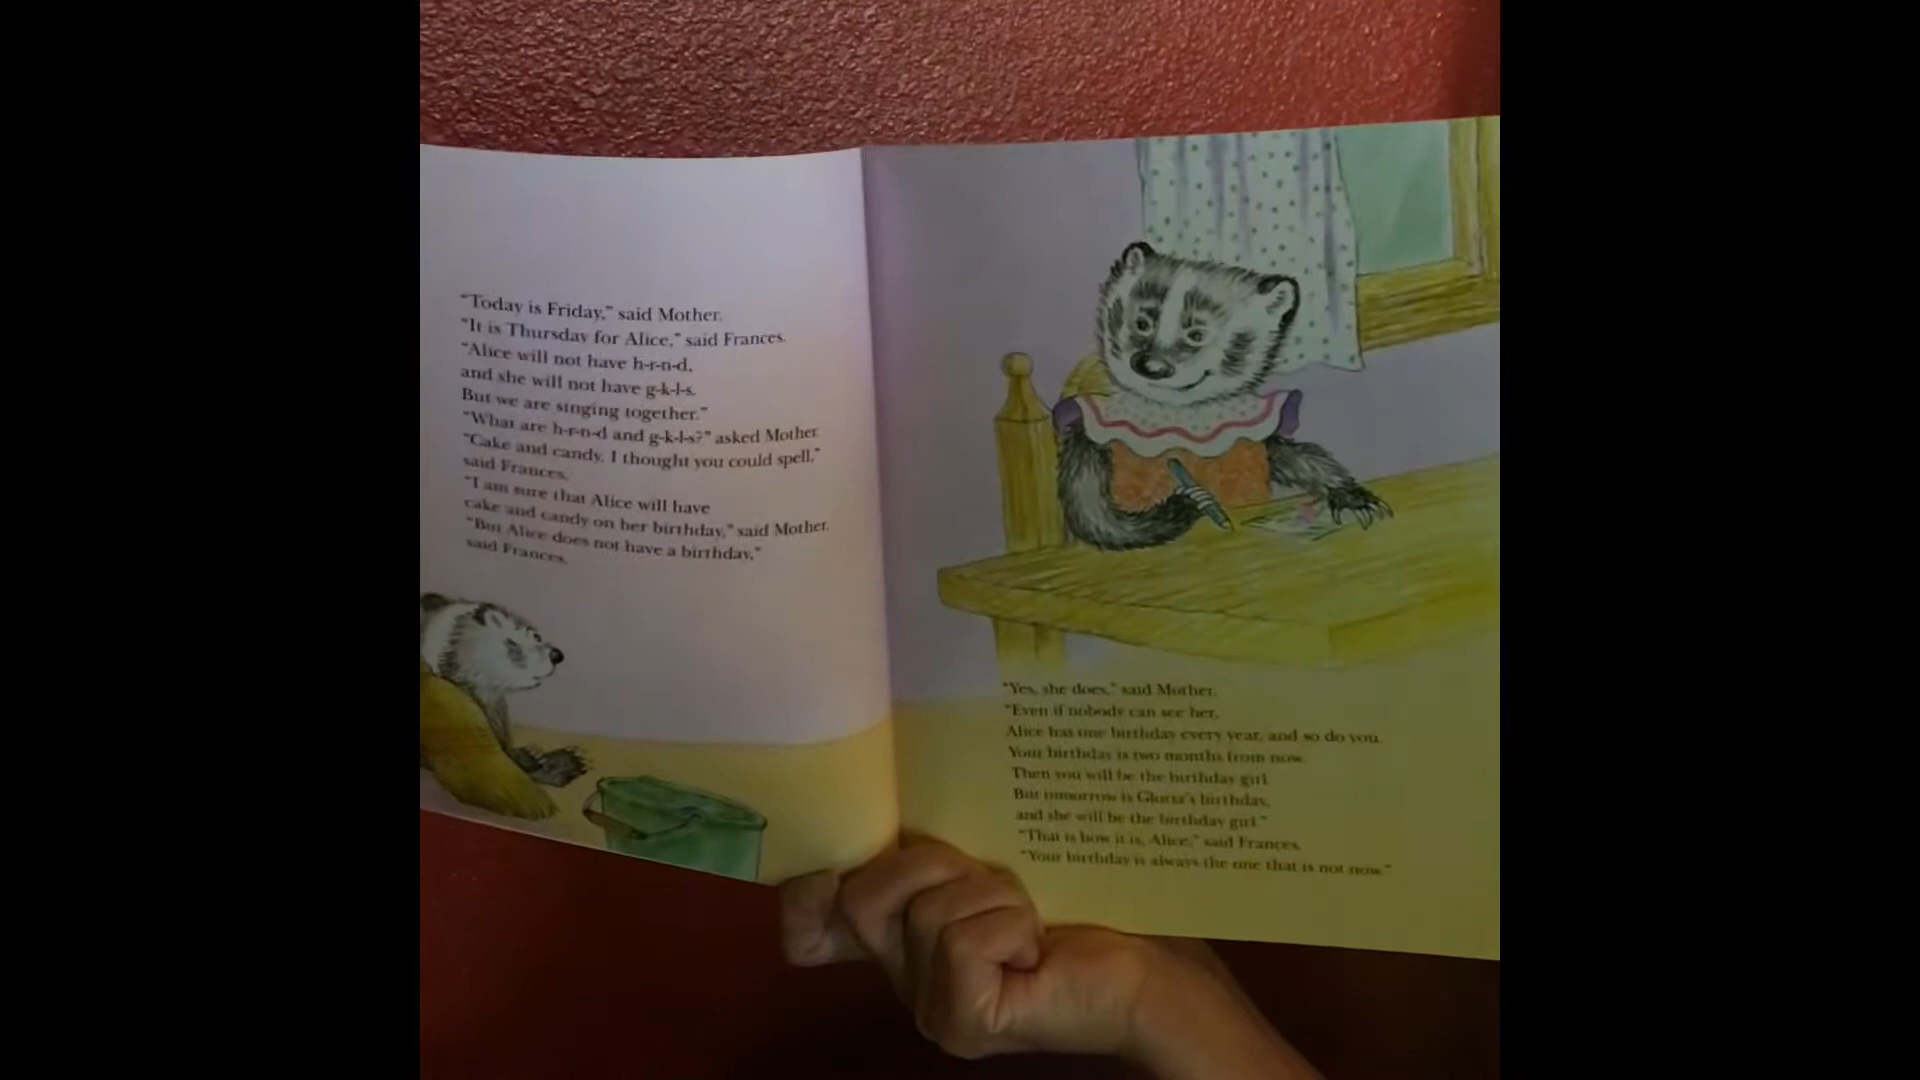 “Today is Friday,” said Mother.
“It is Thursday for Alice,” said Frances.
“Alice will not have h-r-n-d,
and she will not have g-k-l-s.
But we are singing together.”
“What are h-r-n-d and g-k-l-s?” asked Mother.
“Cake and candy. I thought you could spell,”
said Frances.
“I am sure that Alice will have
cake and candy on her birthday,” said Mother.
“But Alice does not have a birthday,”
said Frances.
“Yes, she does,” said Mother.
“Even if nobody can see her,
Alice has one birthday every year, and so do you.
Your birthday is two months from now.
Then you will be the birthday girl.
But tomorrow is Gloria’s birthday,
and she will be the birthday girl.”
“That is how it is, Alice,” said Frances.
“Your birthday is always the one that is not now.”